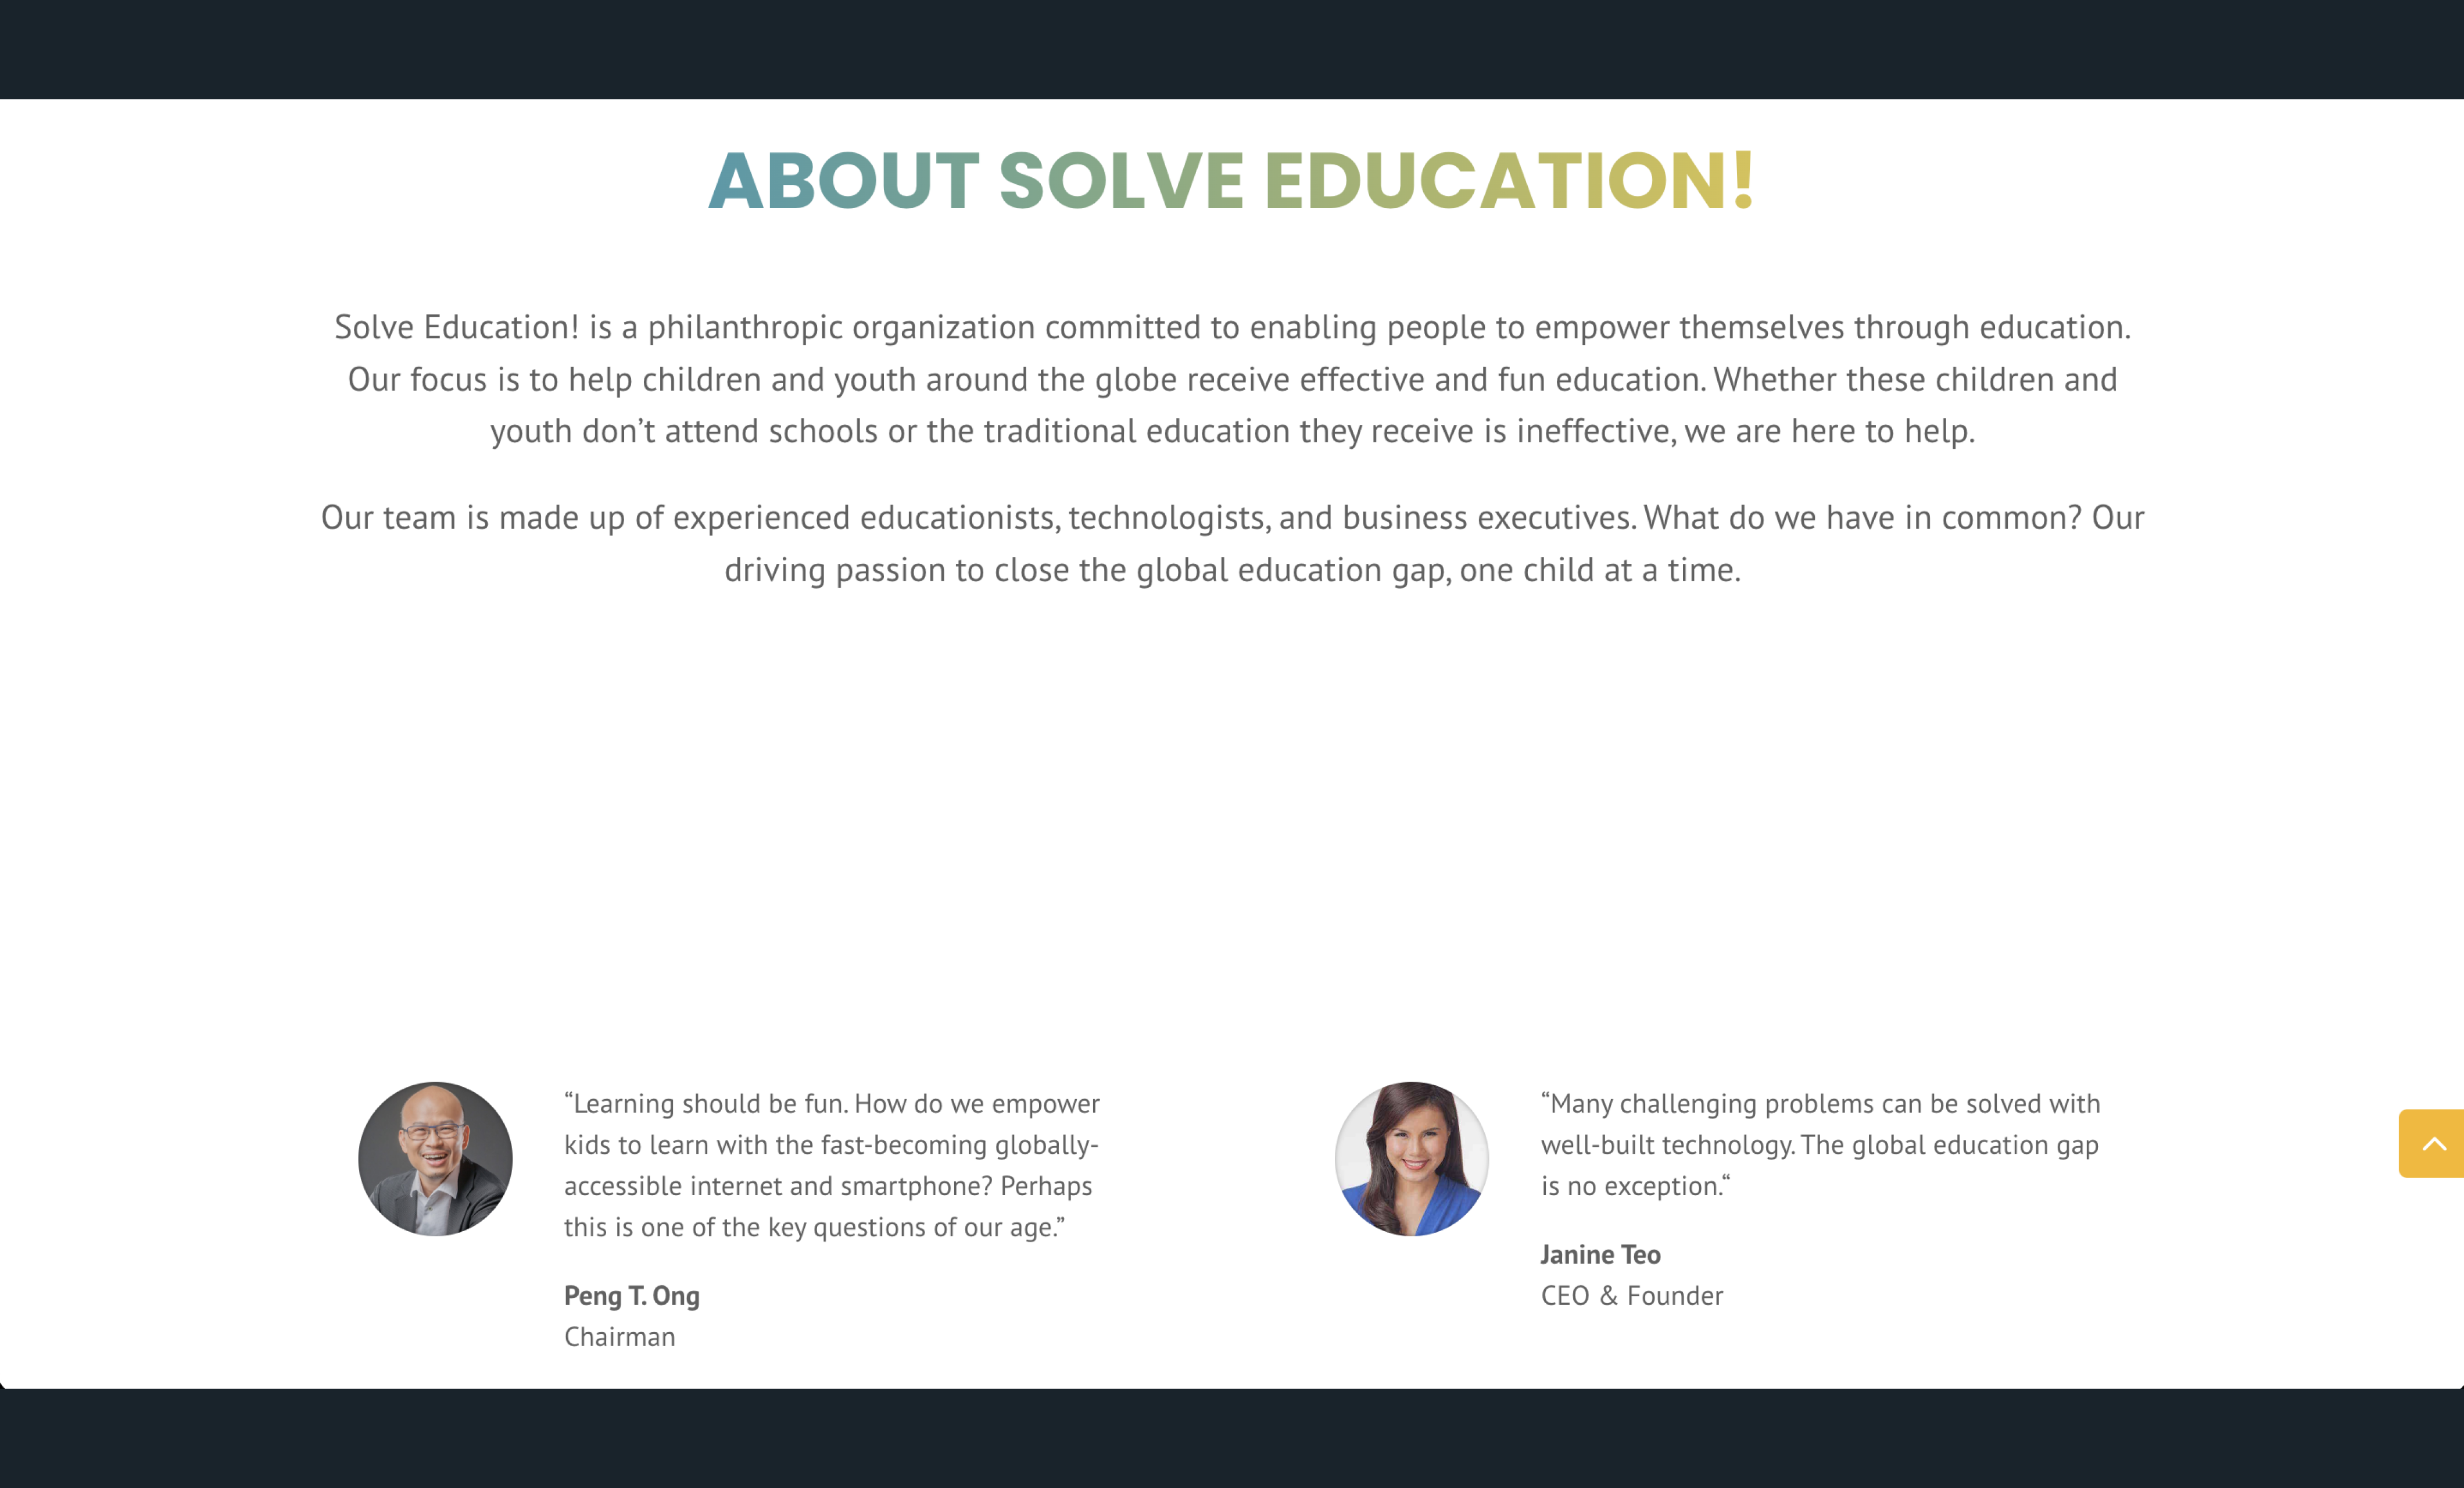 ABOUT SOLVE EDUCATION!
Solve Education! is a philanthropic organization committed to enabling people to empower themselves through education.
Our focus is to help children and youth around the globe receive effective and fun education. Whether these children and
youth don’t attend schools or the traditional education they receive is ineffective, we are here to help.
Our team is made up of experienced educationists, technologists, and business executives. What do we have in common? Our
driving passion to close the global education gap, one child at a time.
“Learning should be fun. How do we empower
kids to learn with the fast-becoming globally-
accessible internet and smartphone? Perhaps
this is one of the key questions of our age.”
Peng T. Ong
Chairman
“Many challenging problems can be solved with
well-built technology. The global education gap
is no exception.“
Janine Teo
CEO & Founder